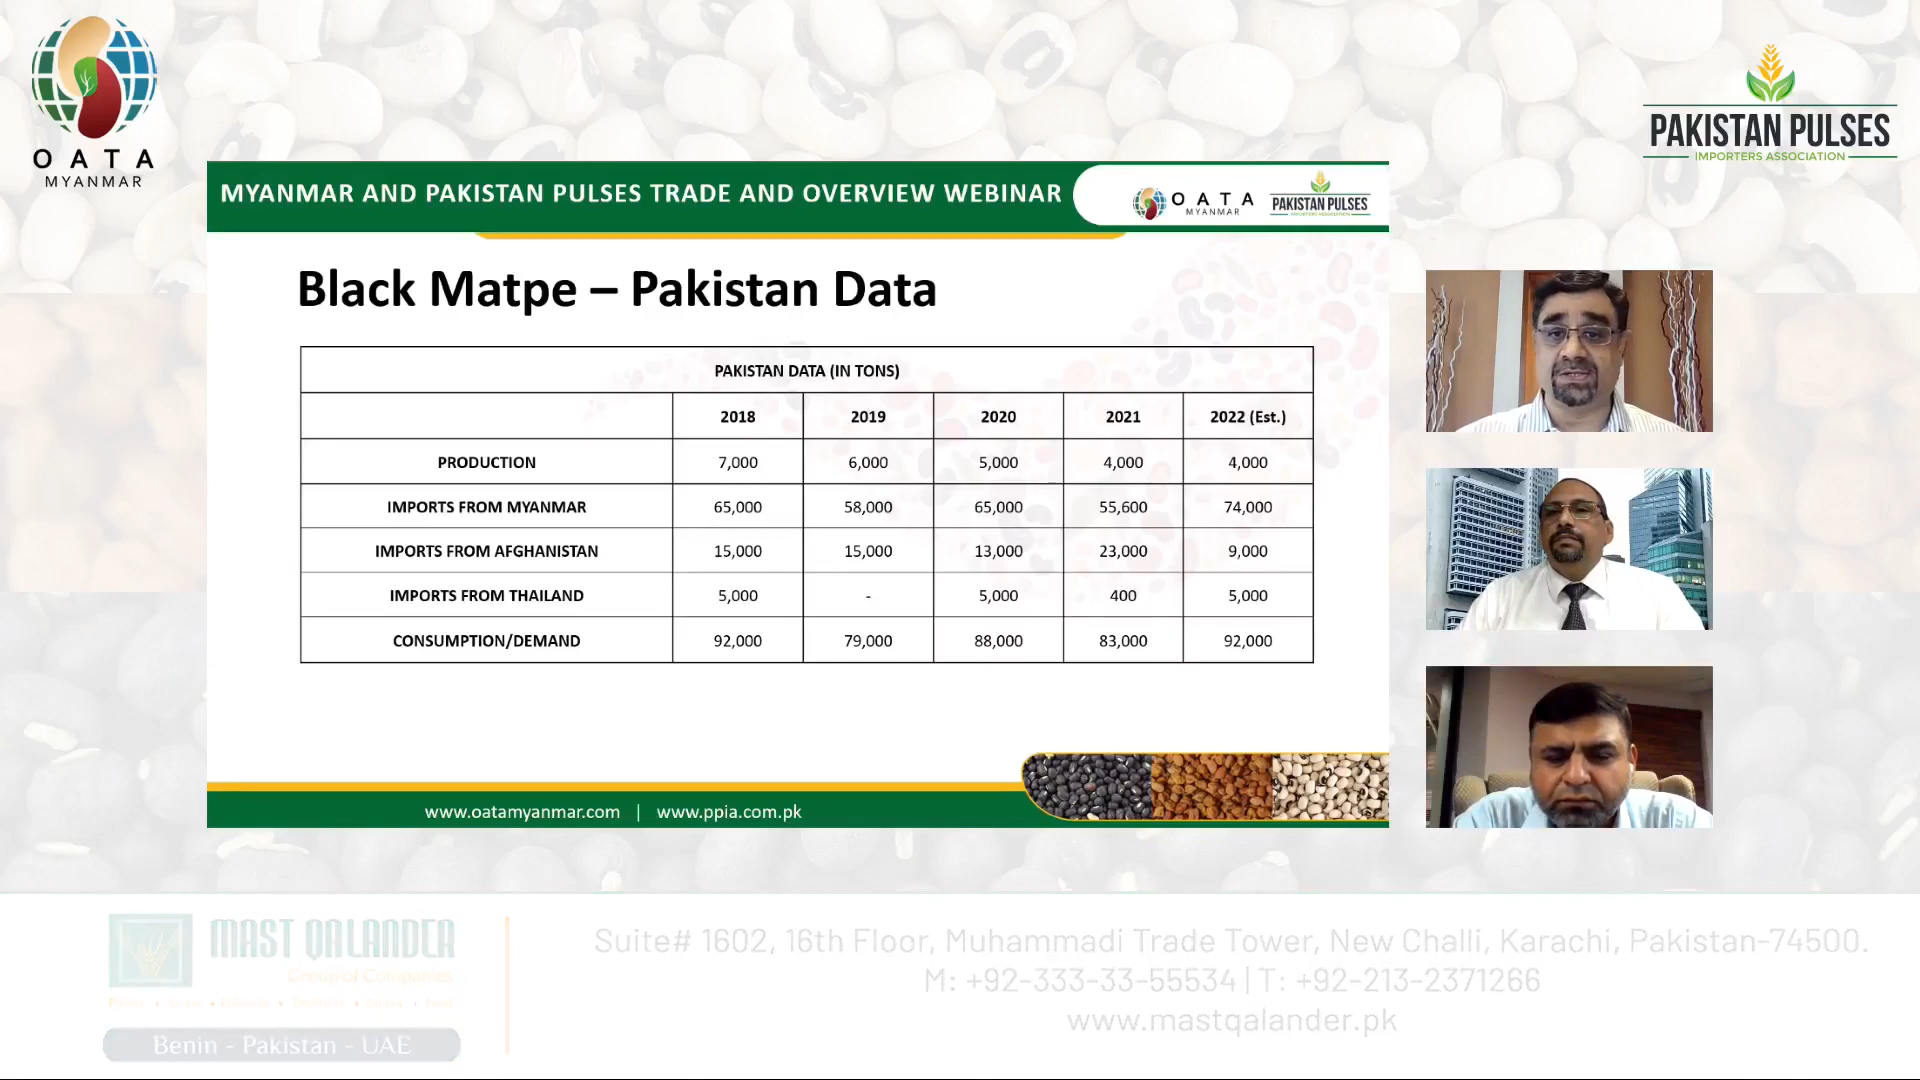 OATA
MYANMAR
PAKISTAN PULSES
IMPORTERS ASSOCIATION
MYANMAR AND PAKISTAN PULSES TRADE AND OVERVIEW WEBINAR
OATA
MYANMAR
PAKISTAN PULSES
IMPORTERS ASSOCIATION
Black Matpe – Pakistan Data
PAKISTAN DATA (IN TONS)
2018 2019 2020 2021 2022 (Est.)
PRODUCTION 7,000 6,000 5,000 4,000 4,000
IMPORTS FROM MYANMAR 65,000 58,000 65,000 55,600 74,000
IMPORTS FROM AFGHANISTAN 15,000 15,000 13,000 23,000 9,000
IMPORTS FROM THAILAND 5,000 - 5,000 400 5,000
CONSUMPTION/DEMAND 92,000 79,000 88,000 83,000 92,000
www.oatamyanmar.com | www.ppia.com.pk
MAST QALANDER
Group of Companies
Benin - Pakistan - UAE
Suite# 1602, 16th Floor, Muhammadi Trade Tower, New Challi, Karachi, Pakistan-74500.
M: +92-333-33-55534 | T: +92-213-2371266
www.mastqalander.pk